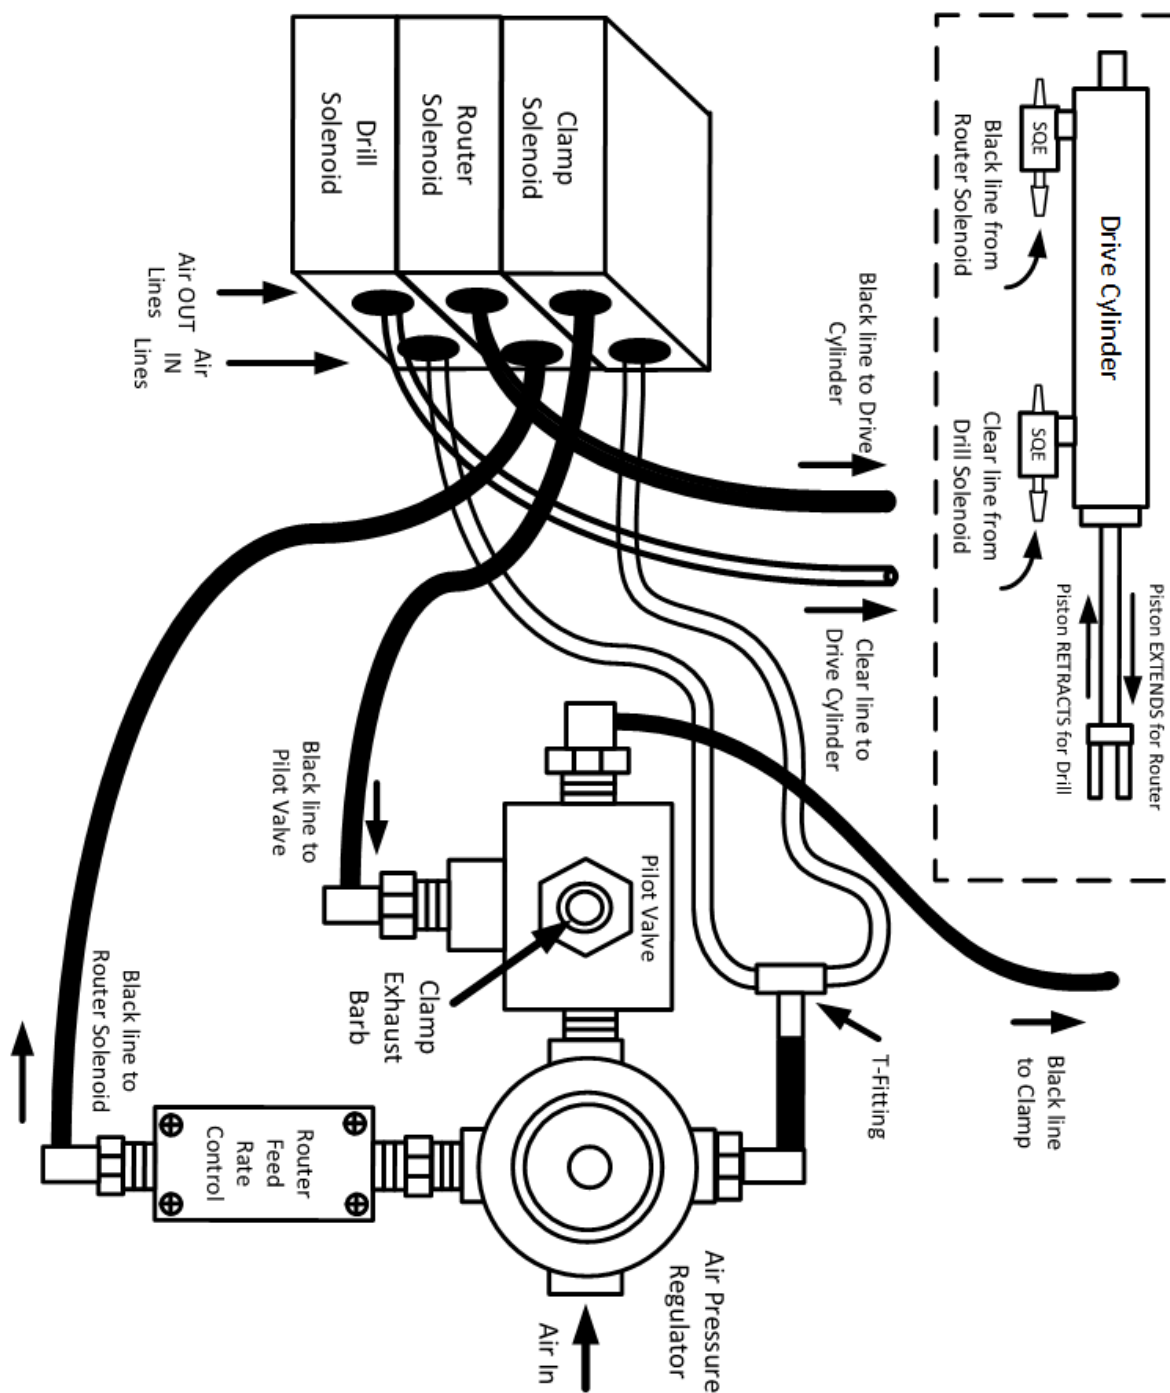 Drill
Solenoid
Router
Solenoid
Clamp
Solenoid
Air OUT
Lines
Air
IN
Lines
Black line from
Router Solenoid
SQE
Drive Cylinder
Clear line from
Drill Solenoid
SQE
Piston EXTENDS for Router
Piston RETRACTS for Drill
Black line to Drive
Cylinder
Clear line to
Drive Cylinder
Black line to
Pilot Valve
Pilot Valve
Clamp
Exhaust
Barb
T-Fitting
Black line
to Clamp
Black line to
Router Solenoid
Router
Feed
Rate
Control
Air Pressure
Regulator
Air In